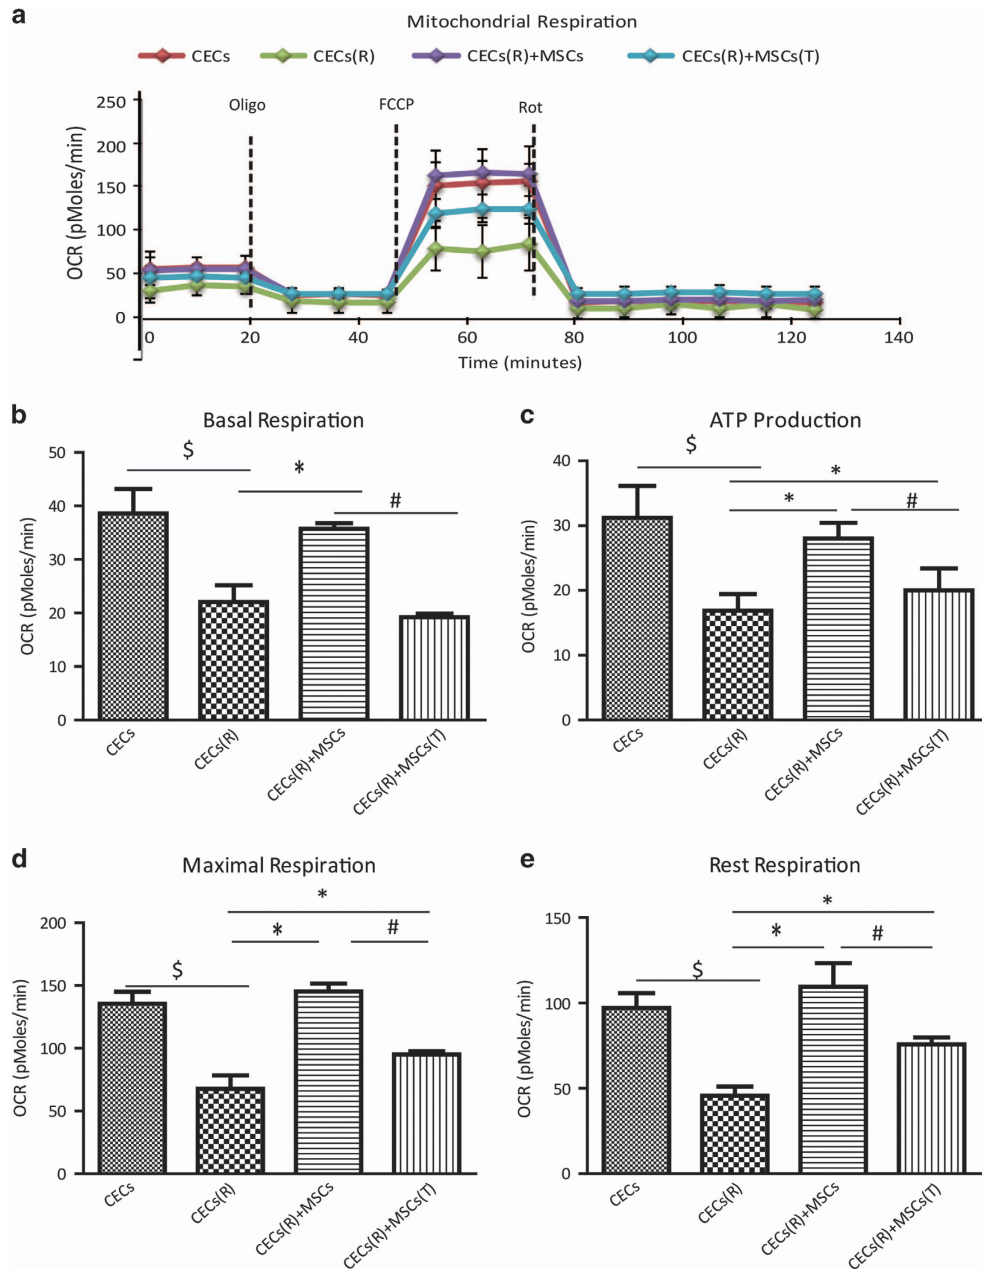 a
Mitochondrial Respiration
CECs CECs(R) CECs(R)+MSCs CECs(R)+MSCs(T)
OCR (pMoles/min)
250
200
150
100
50
0
Oligo
FCCP
Rot
0 20 40 60 80 100 120 140
Time (minutes)
b
Basal Respiration
OCR (pMoles/min)
50
40
30
20
10
0
$
*
#
CECs
CECs(R)
CECs(R)+MSCs
CECs(R)+MSCs(T)
c
ATP Production
OCR (pMoles/min)
40
30
20
10
0
$
*
*
#
CECs
CECs(R)
CECs(R)+MSCs
CECs(R)+MSCs(T)
d
Maximal Respiration
OCR (pMoles/min)
200
150
100
50
0
*
*
#
$
CECs
CECs(R)
CECs(R)+MSCs
CECs(R)+MSCs(T)
e
Rest Respiration
OCR (pMoles/min)
150
100
50
0
*
*
#
$
CECs
CECs(R)
CECs(R)+MSCs
CECs(R)+MSCs(T)